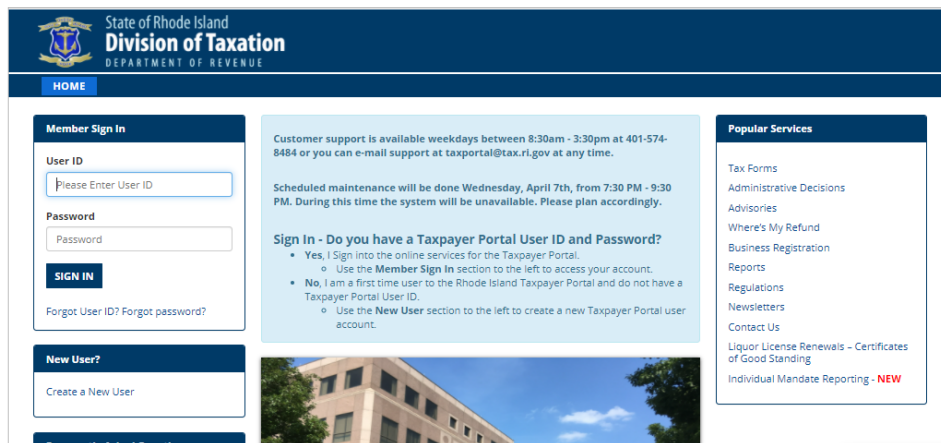 State of Rhode Island
Division of Taxation
DEPARTMENT OF REVENUE
HOME
Member Sign In
User ID
Please Enter User ID
Password
Password
SIGN IN
Forgot User ID? Forgot password?
New User?
Create a New User
Customer support is available weekdays between 8:30am - 3:30pm at 401-574-
8484 or you can e-mail support at taxportal@tax.ri.gov at any time.
Scheduled maintenance will be done Wednesday, April 7th, from 7:30 PM - 9:30
PM. During this time the system will be unavailable. Please plan accordingly.
Sign In - Do you have a Taxpayer Portal User ID and Password?
Yes, I Sign into the online services for the Taxpayer Portal.
Use the Member Sign In section to the left to access your account.
No, I am a first time user to the Rhode Island Taxpayer Portal and do not have a
Taxpayer Portal User ID.
Use the New User section to the left to create a new Taxpayer Portal user
account.
Popular Services
Tax Forms
Administrative Decisions
Advisories
Where's My Refund
Business Registration
Reports
Regulations
Newsletters
Contact Us
Liquor License Renewals – Certificates
of Good Standing
Individual Mandate Reporting - NEW